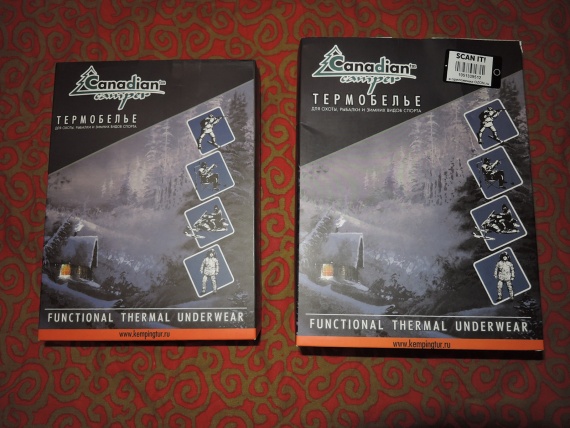 Canadian™
camper
ТЕРМОБЕЛЬЕ
ДЛЯ ОХОТЫ, РЫБАЛКИ И ЗИМНИХ ВИДОВ СПОРТА
FUNCTIONAL THERMAL UNDERWEAR
www.kempingtur.ru
Canadian
camper
SCAN IT!
ТЕРМОБЕЛЬЕ
ДЛЯ ОХОТЫ, РЫБАЛКИ И ЗИМНИХ ВИДОВ СПОРТА
FUNCTIONAL THERMAL UNDERWEAR
www.kempingtur.ru